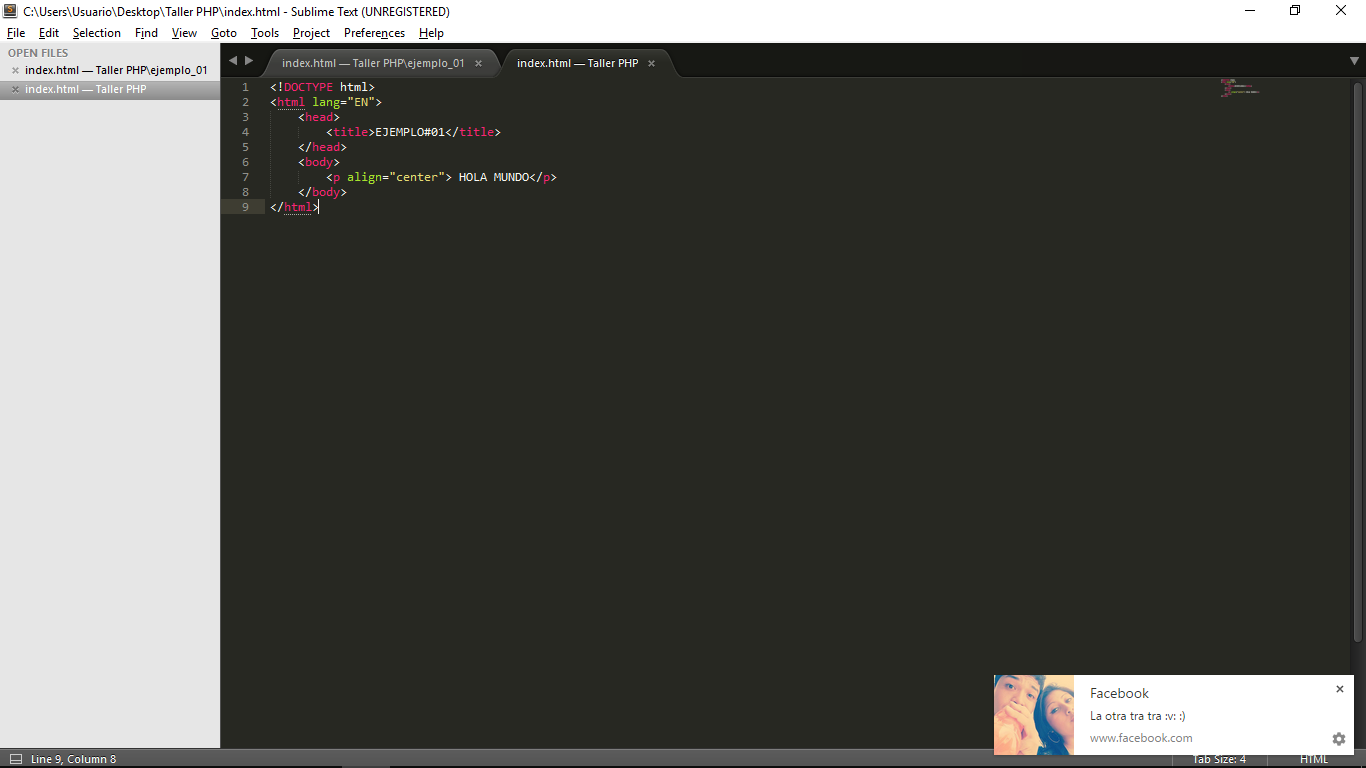 C:\Users\Usuario\Desktop\Taller PHP\index.html - Sublime Text (UNREGISTERED)
File Edit Selection Find View Goto Tools Project Preferences Help
OPEN FILES
index.html — Taller PHP\ejemplo_01
index.html — Taller PHP
index.html — Taller PHP\ejemplo_01
index.html — Taller PHP
1 <!DOCTYPE html>
2 <html lang="EN">
3 <head>
4 <title>EJEMPLO#01</title>
5 </head>
6 <body>
7 <p align="center"> HOLA MUNDO</p>
8 </body>
9 </html>
Facebook
La otra tra tra :v: :)
www.facebook.com
Line 9, Column 8
Tab Size: 4
HTML